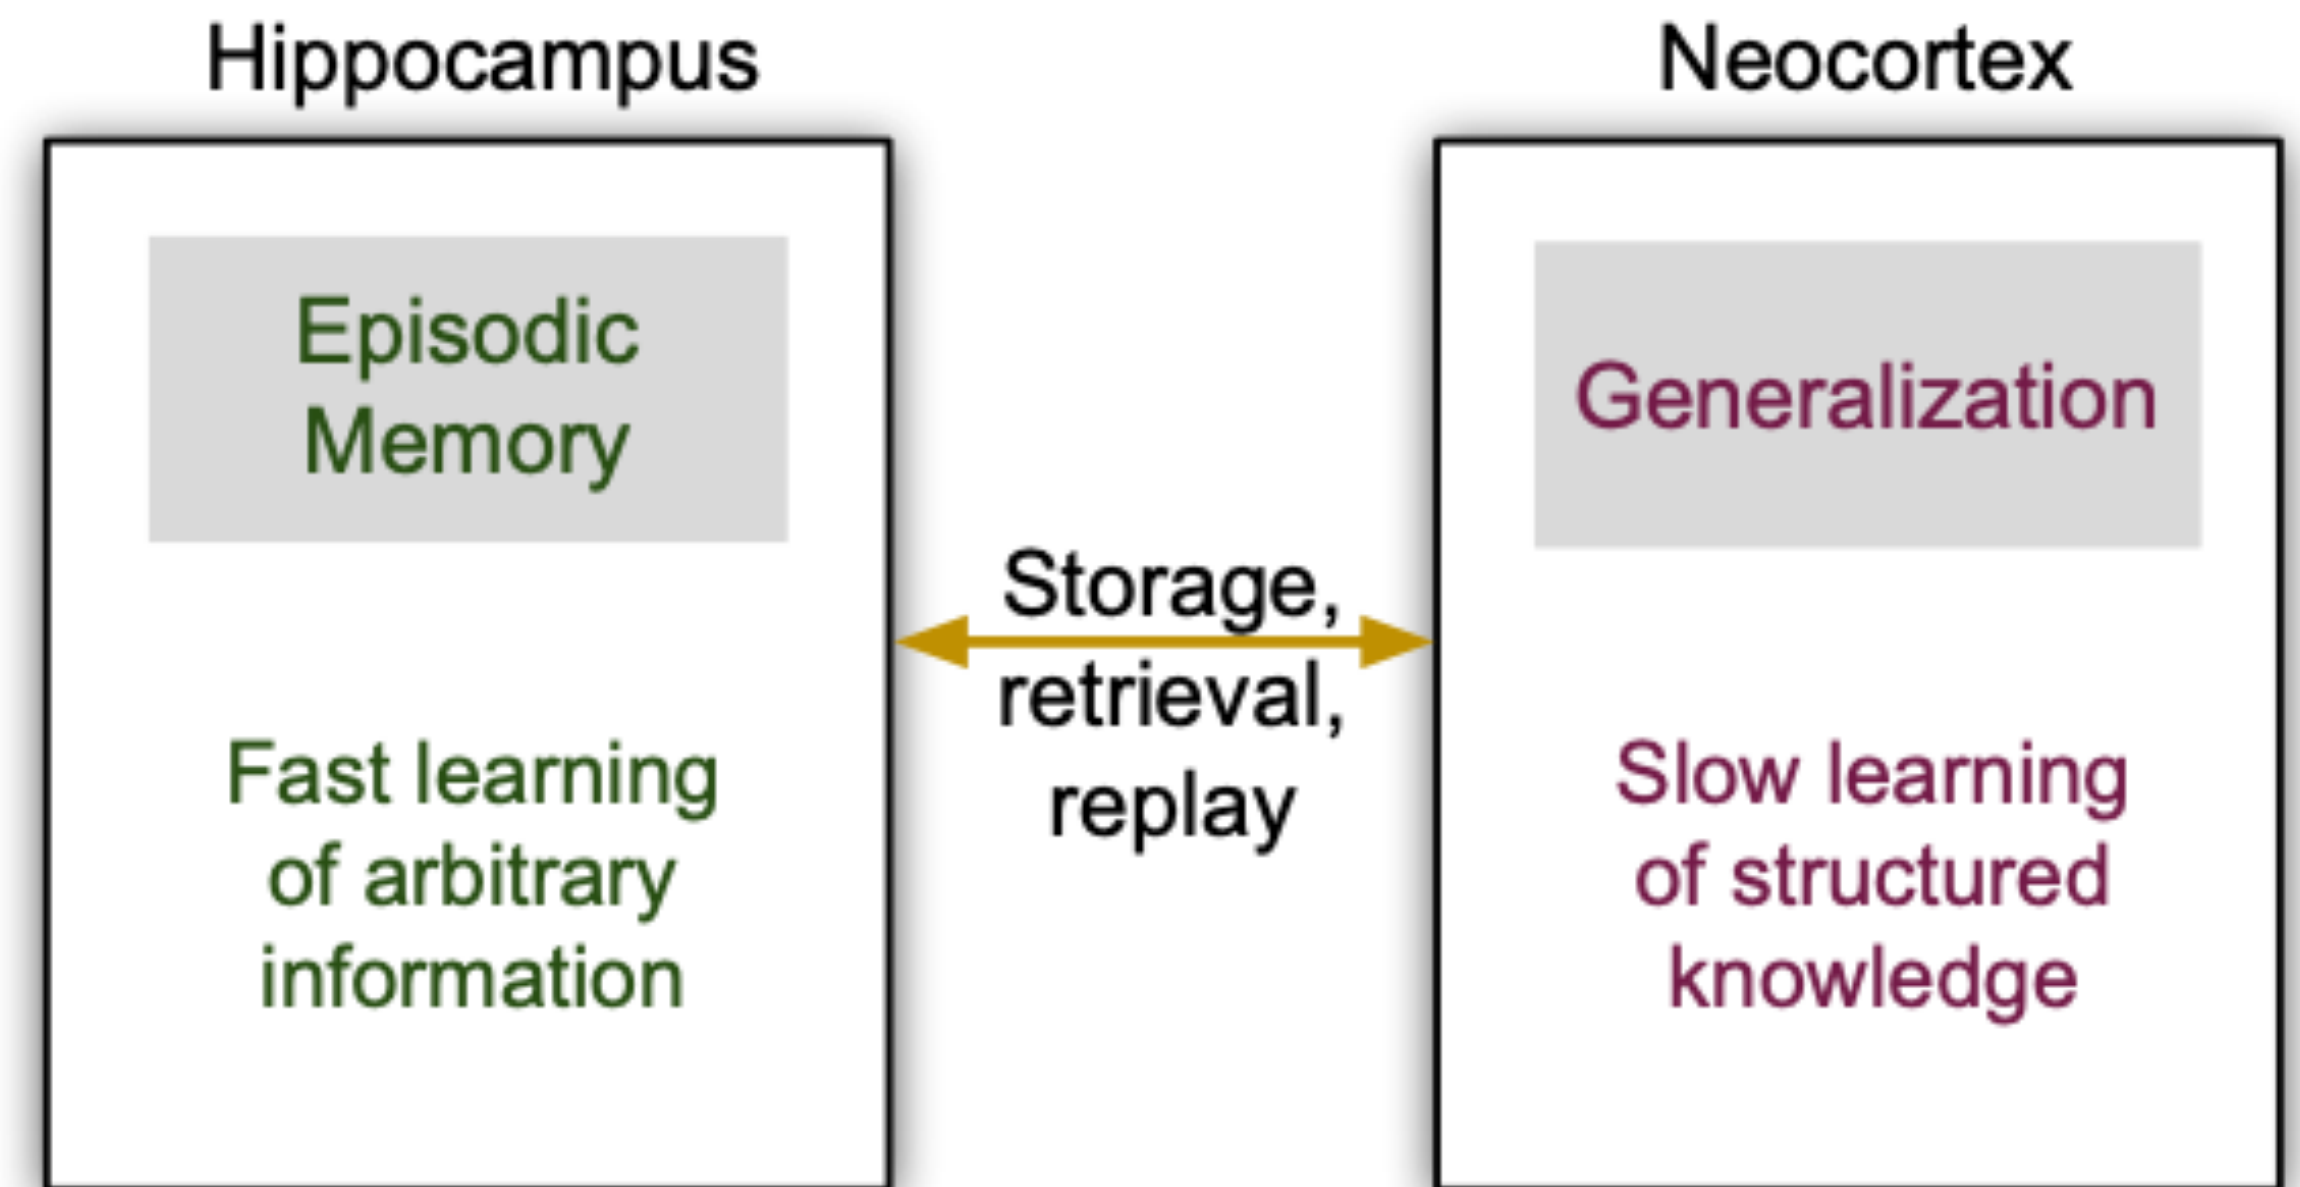 Hippocampus
Episodic
Memory
Fast learning
of arbitrary
information
Storage,
retrieval,
replay
Neocortex
Generalization
Slow learning
of structured
knowledge